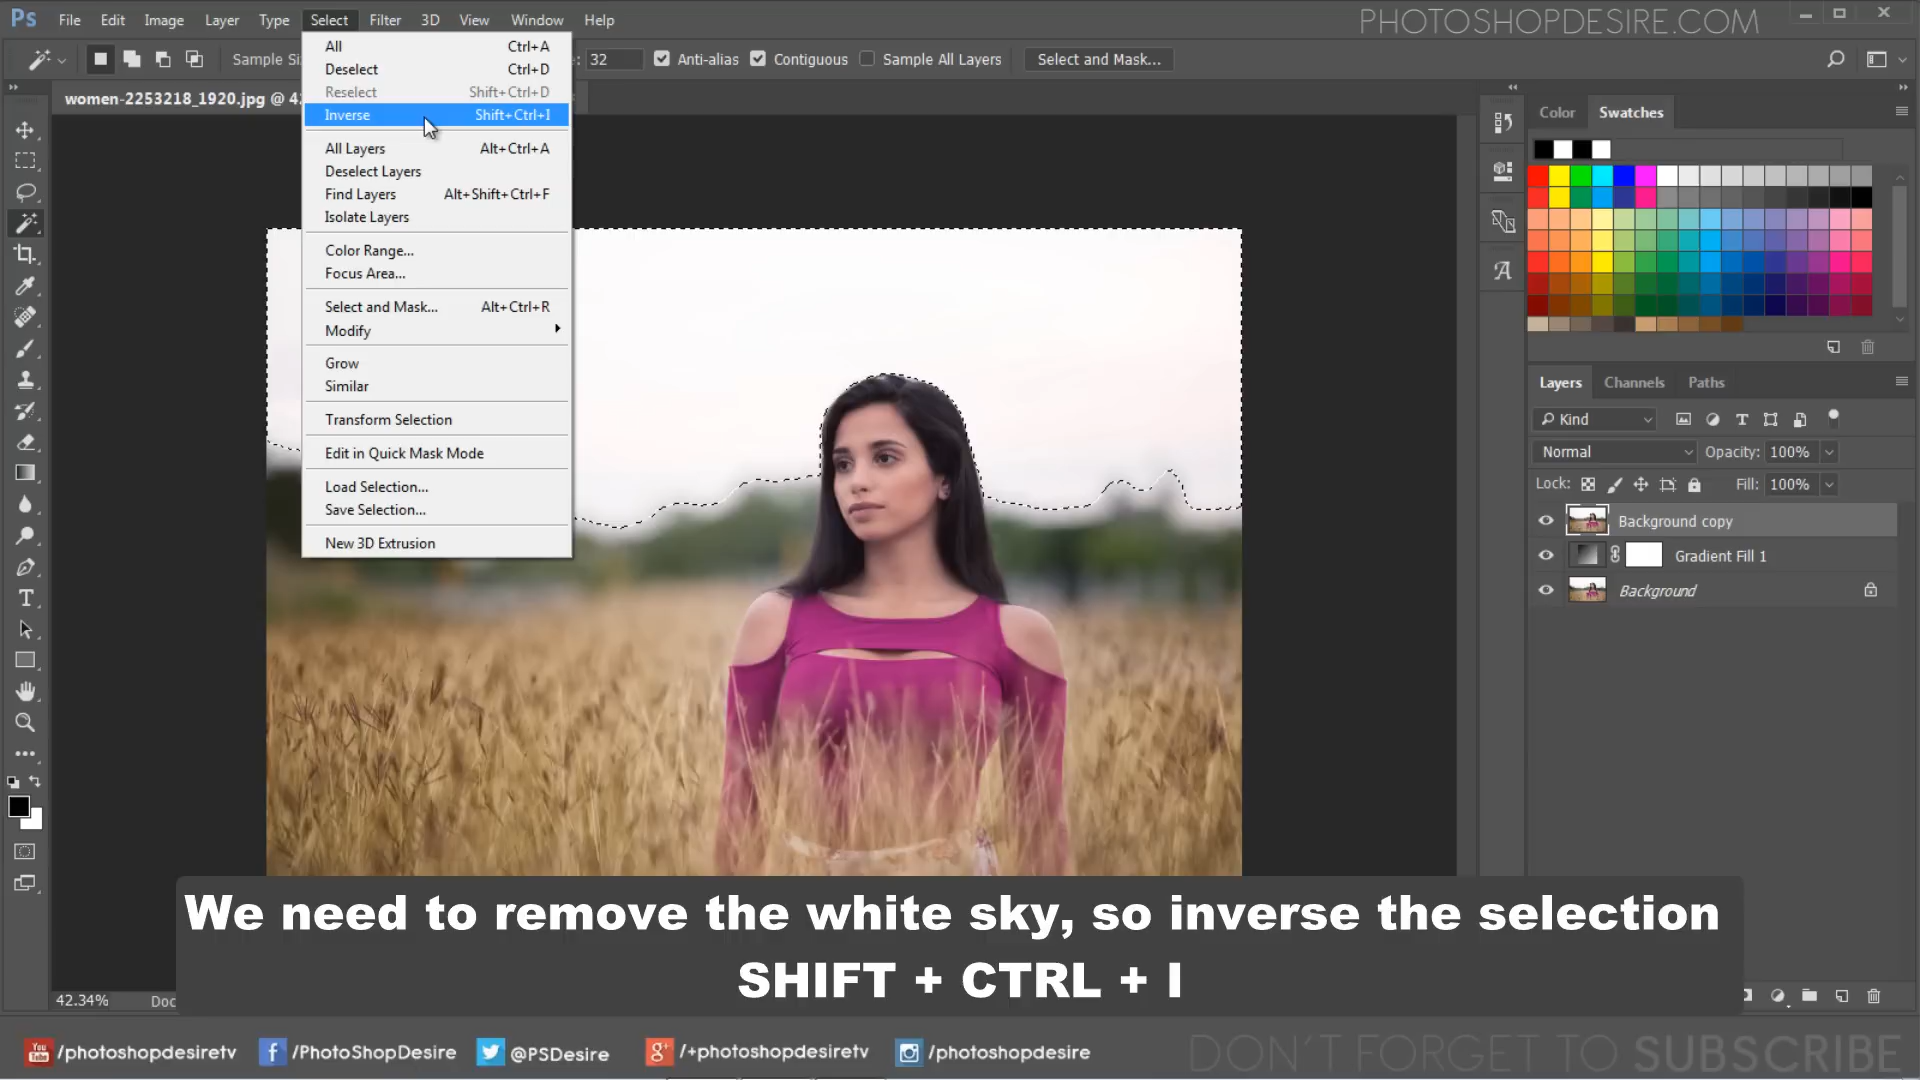 Ps File Edit Image Layer Type Select Filter 3D View Window Help
PHOTOSHOPDESIRE.COM
Sample Si 32 Anti-alias Contiguous Sample All Layers Select and Mask...
women-2253218_1920.jpg @ 42
All Ctrl+A
Deselect Ctrl+D
Reselect Shift+Ctrl+D
Inverse Shift+Ctrl+I
All Layers Alt+Ctrl+A
Deselect Layers
Find Layers Alt+Shift+Ctrl+F
Isolate Layers
Color Range...
Focus Area...
Select and Mask... Alt+Ctrl+R
Modify
Grow
Similar
Transform Selection
Edit in Quick Mask Mode
Load Selection...
Save Selection...
New 3D Extrusion
Color Swatches
Layers Channels Paths
Kind
Normal Opacity: 100%
Lock: Fill: 100%
Background copy
Gradient Fill 1
Background
We need to remove the white sky, so inverse the selection
SHIFT + CTRL + I
42.34% Doc
You Tube /photoshopdesiretv /PhotoShopDesire @PSDesire /+photoshopdesiretv /photoshopdesire
DON'T FORGET TO SUBSCRIBE